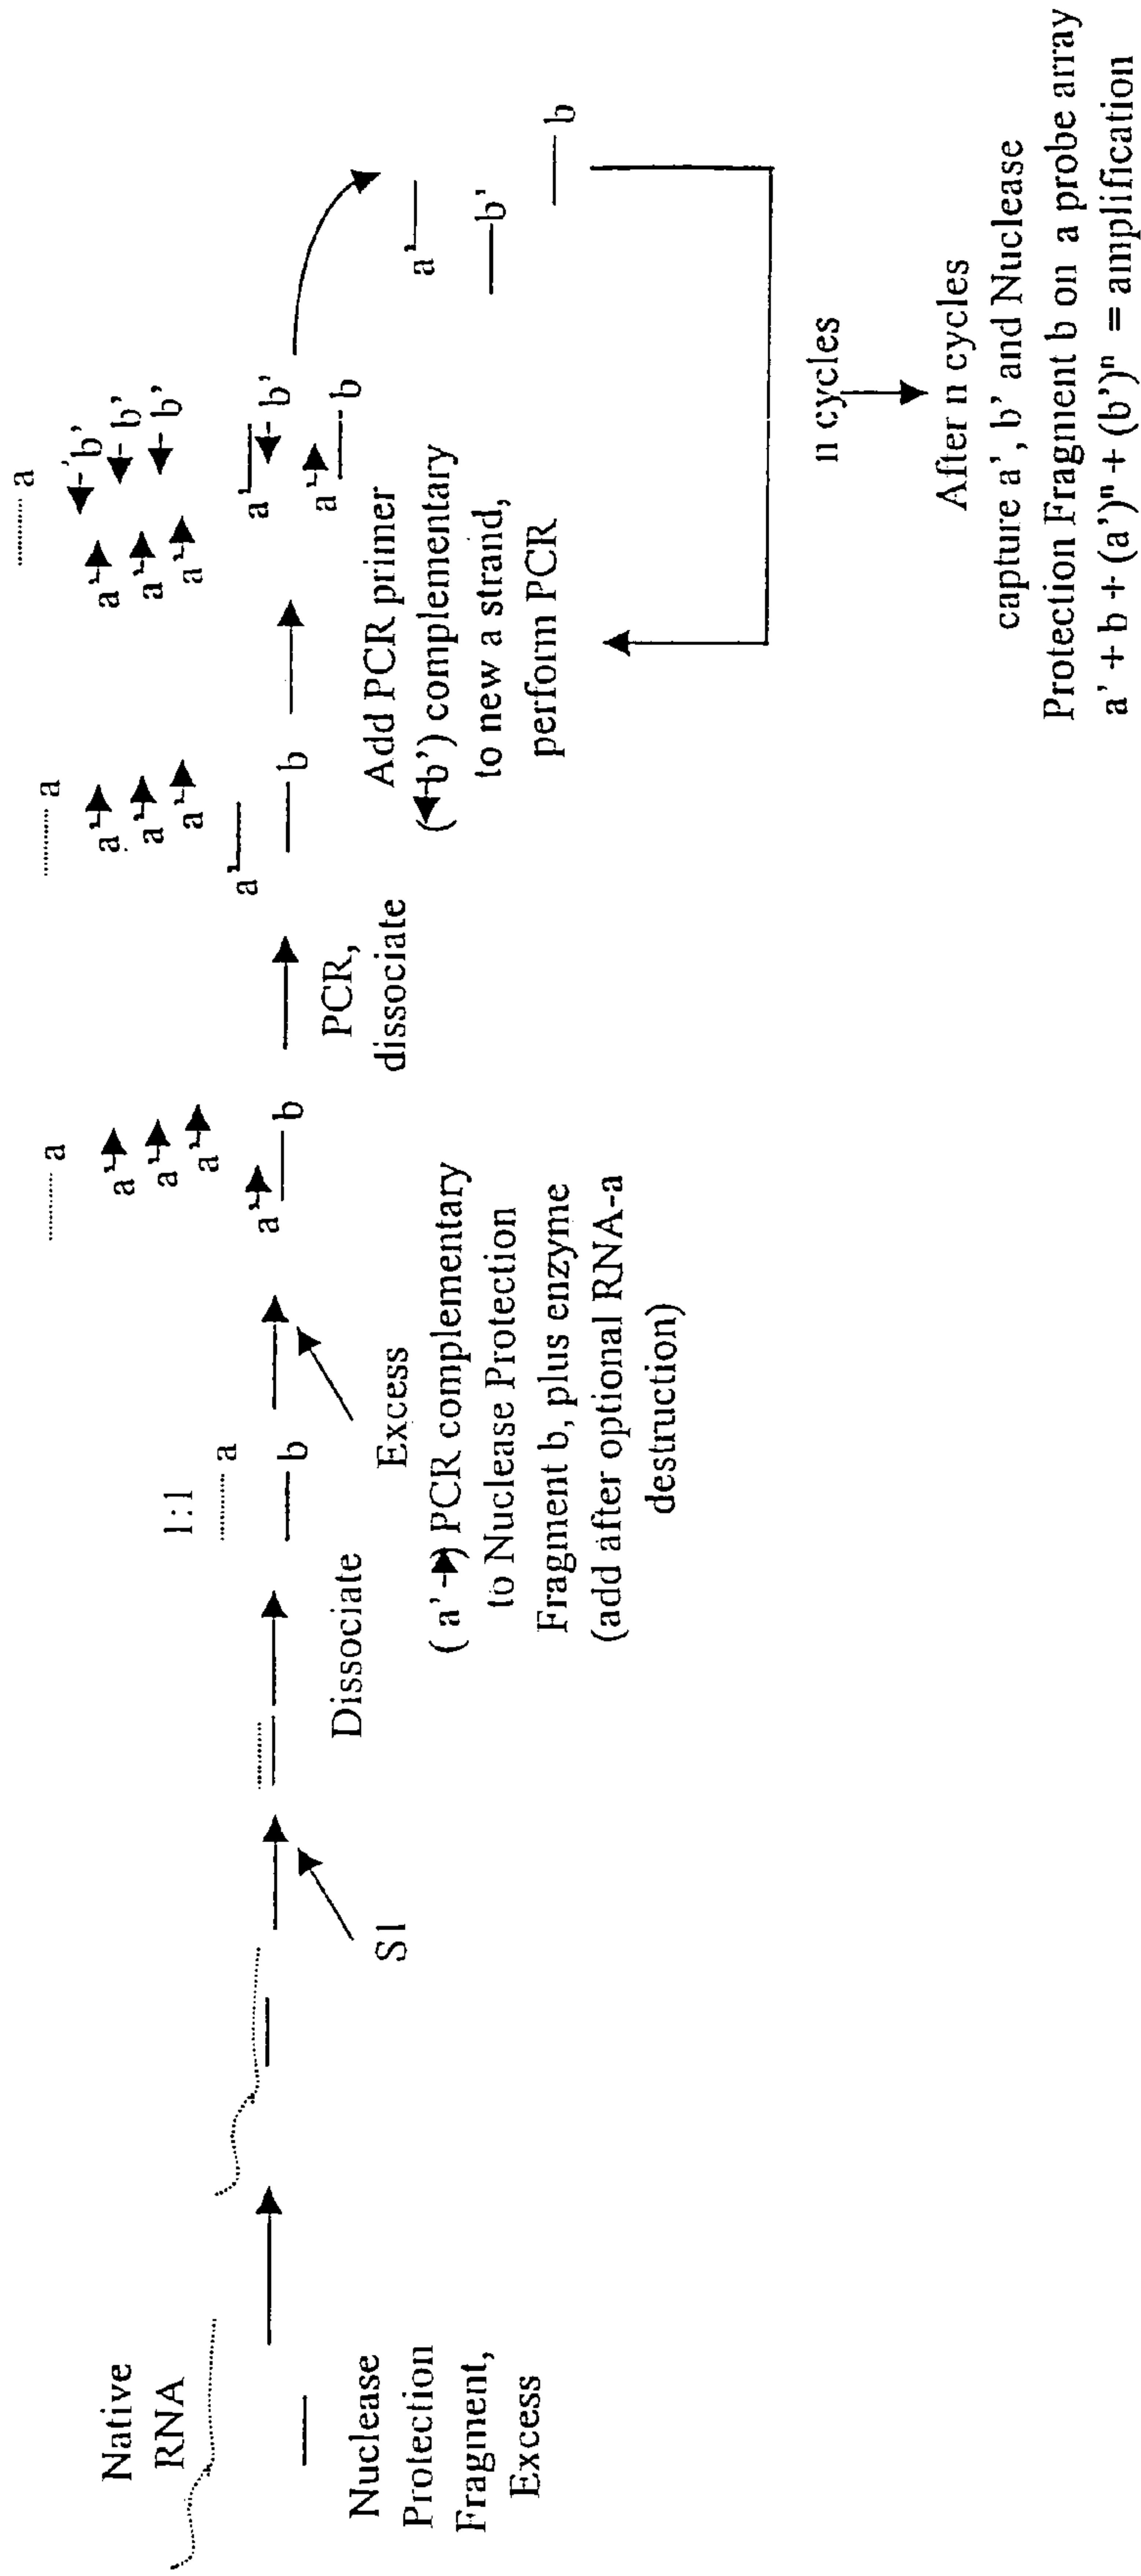 Native
RNA
Nuclease
Protection
Fragment,
Excess
S1
Dissociate
1:1
a
b
Excess
( a' ) PCR complementary
to Nuclease Protection
Fragment b, plus enzyme
(add after optional RNA-a
destruction)
a
a'
a'
a'
a'
b
PCR,
dissociate
a
a'
a'
a'
a'
b
Add PCR primer
( b') complementary
to new a strand,
perform PCR
a
a' b'
a' b'
a' b'
a'
b'
a'
b
a'
b'
b
n cycles
After n cycles
capture a', b' and Nuclease
Protection Fragment b on a probe array
a' + b + (a')ⁿ + (b')ⁿ = amplification